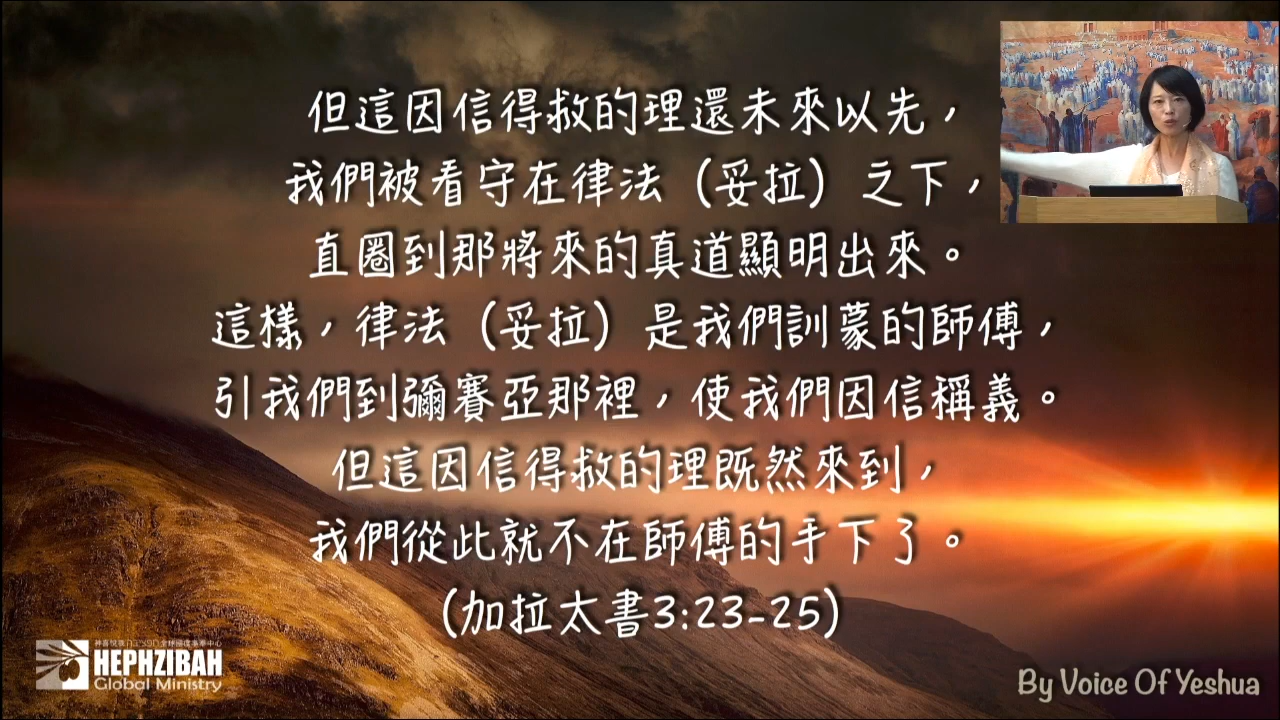 但這因信得救的理還未來以先，
我們被看守在律法（妥拉）之下，
直圈到那將來的真道顯明出來。
這樣，律法（妥拉）是我們訓蒙的師傅，
引我們到彌賽亞那裡，使我們因信稱義。
但這因信得救的理既然來到，
我們從此就不在師傅的手下了。
(加拉太書3:23-25)
HEPHZIBAH
Global Ministry
By Voice Of Yeshua